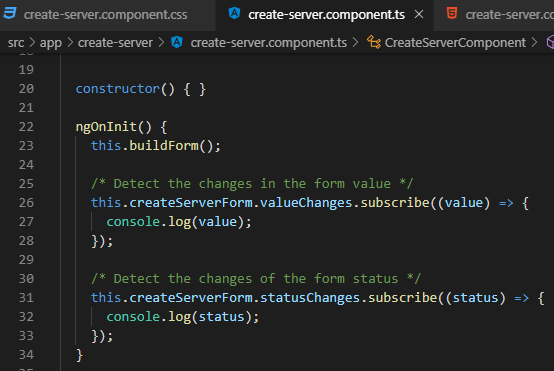 create-server.component.css
create-server.component.ts
create-server.co
src > app > create-server > create-server.component.ts > CreateServerComponent >
19
20 constructor() { }
21
22 ngOnInit() {
23 this.buildForm();
24
25 /* Detect the changes in the form value */
26 this.createServerForm.valueChanges.subscribe((value) => {
27 console.log(value);
28 });
29
30 /* Detect the changes of the form status */
31 this.createServerForm.statusChanges.subscribe((status) => {
32 console.log(status);
33 });
34 }